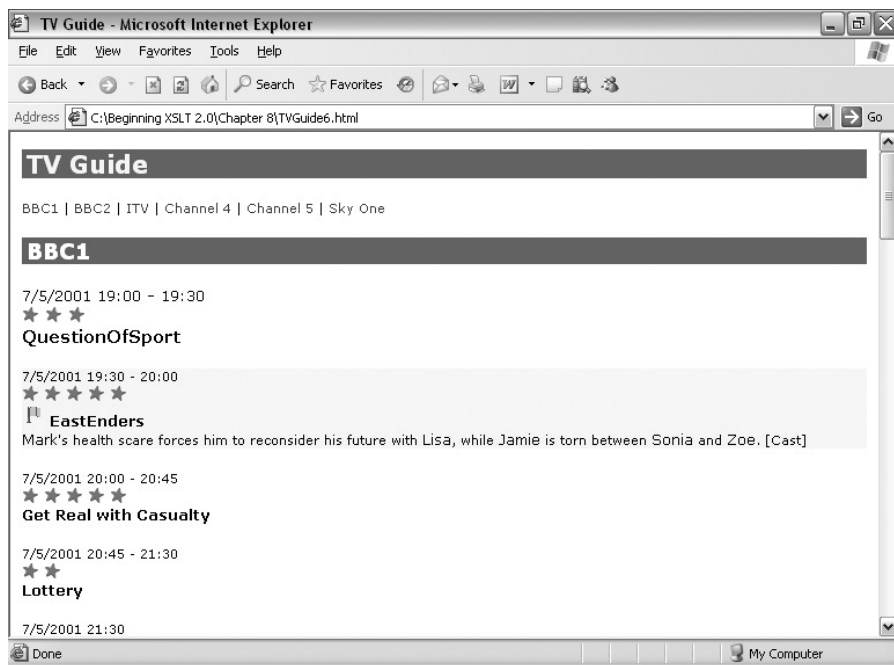 TV Guide - Microsoft Internet Explorer
File Edit View Favorites Tools Help
Back Search Favorites W
Address C:\Beginning XSLT 2.0\Chapter 8\TVGuide6.html Go
TV Guide
BBC1 | BBC2 | ITV | Channel 4 | Channel 5 | Sky One
BBC1
7/5/2001 19:00 - 19:30
QuestionOfSport
7/5/2001 19:30 - 20:00
EastEnders
Mark's health scare forces him to reconsider his future with Lisa, while Jamie is torn between Sonia and Zoe. [Cast]
7/5/2001 20:00 - 20:45
Get Real with Casualty
7/5/2001 20:45 - 21:30
Lottery
7/5/2001 21:30
Done My Computer